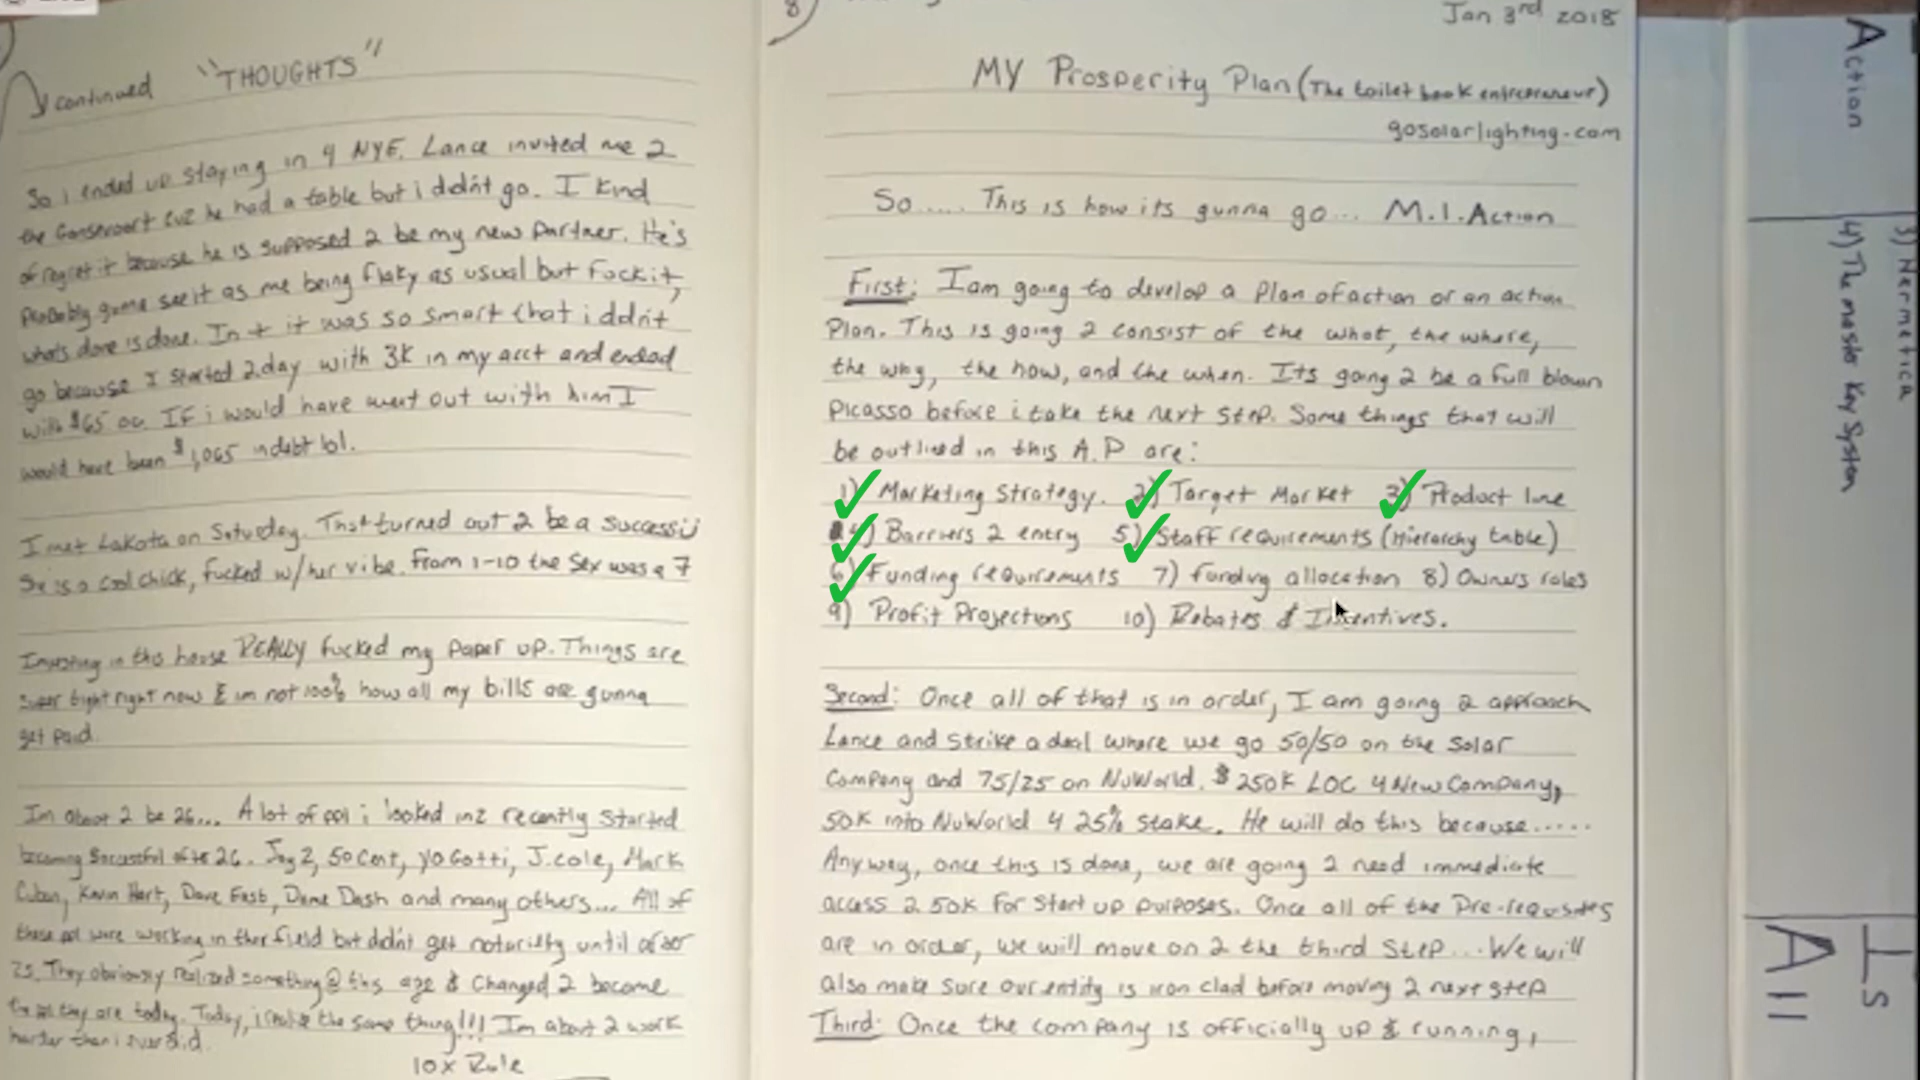 continued "THOUGHTS"
So i ended up staying in 4 NYE. Lance invited me 2
the Gansevoort cuz he had a table but i didn't go. I kind
of regret it because he is supposed 2 be my new partner. He's
probably gunna see it as me being flaky as usual but fuck it,
whats done is done. In + it was so smart that i didn't
go because I started 2day with 3K in my acct and ended
with $65 oc. IF i would have went out with him I
would have been $1,065 in debt lol.
I met Lakota on Saturday. That turned out 2 be a success :)
She is a cool chick, fucked w/ her vibe. From 1-10 the Sex was a 7
Investing in this house REALLY fucked my paper up. Things are
super tight right now & im not 100% how all my bills are gunna
get paid.
Im about 2 be 26... A lot of ppl i looked in2 recently started
becoming successful after 26. Jay Z, 50 Cent, Yo Gotti, J.Cole, Mark
Cuban, Kevin Hart, Dave East, Dame Dash and many others... All of
these ppl were working in their field but didn't get notoriety until after
25. They obviously realized something @ this age & Changed 2 become
the ppl they are today. Today, i realize the same thing!!! Im about 2 work
harder than i ever did.
10x Rule
8)
Jan 3rd 2018
MY Prosperity Plan (The toilet book entrepreneur)
gosolarlighting.com
So..... This is how its gunna go... M.I.Action
First: I am going to develop a Plan of action or an action
Plan. This is going 2 consist of the what, the where,
the why, the how, and the when. Its going 2 be a full blown
Picasso before i take the next step. Some things that will
be outlined in this A.P are:
1) Marketing Strategy. 2) Target Market 3) Product line
4) Barriers 2 entry 5) Staff requirements (Hierarchy table)
6) Funding requirements 7) funding allocation 8) Owners roles
9) Profit Projections 10) Rebates & Incentives.
Second: Once all of that is in order, I am going 2 approach
Lance and strike a deal where we go 50/50 on the Solar
Company and 75/25 on NuWorld. $250K LOC 4 New Company,
50K into NuWorld 4 25% stake. He will do this because.....
Anyway, once this is done, we are going 2 need immediate
access 2 50K for start up purposes. Once all of the Pre-requisites
are in order, we will move on 2 the third step... We will
also make sure our entity is iron clad before moving 2 next step
Third: Once the company is officially up & running,
Action
3) Hermetica
4) The master Key System
Is
All